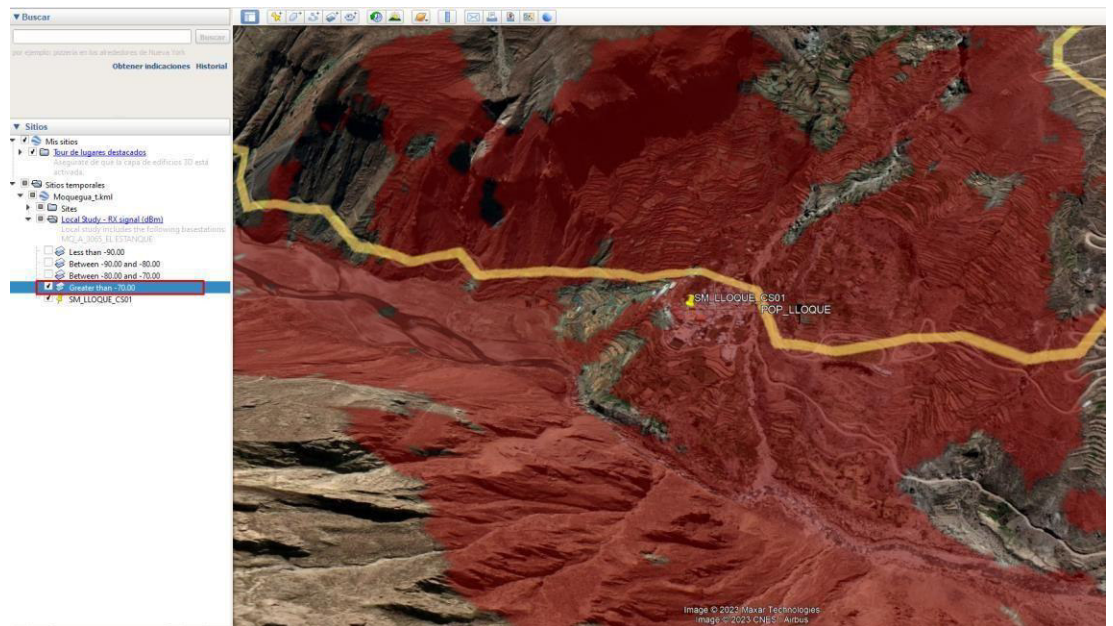 Buscar
Buscar
por ejemplo: pizzería en los alrededores de Nueva York
Obtener indicaciones Historial
Sitios
Mis sitios
Tour de lugares destacados
Asegúrate de que la capa de edificios 3D está
activada.
Sitios temporales
Moquegua_t.kml
Sites
Local Study - RX signal (dBm)
Local study includes the following basestations:
MQ_A_3065_EL ESTANQUE
Less than -90.00
Between -90.00 and -80.00
Between -80.00 and -70.00
Greater than -70.00
SM_LLOQUE_CS01
SM_LLOQUE_CS01
POP_LLOQUE
Image © 2023 Maxar Technologies
Image © 2023 CNES / Airbus